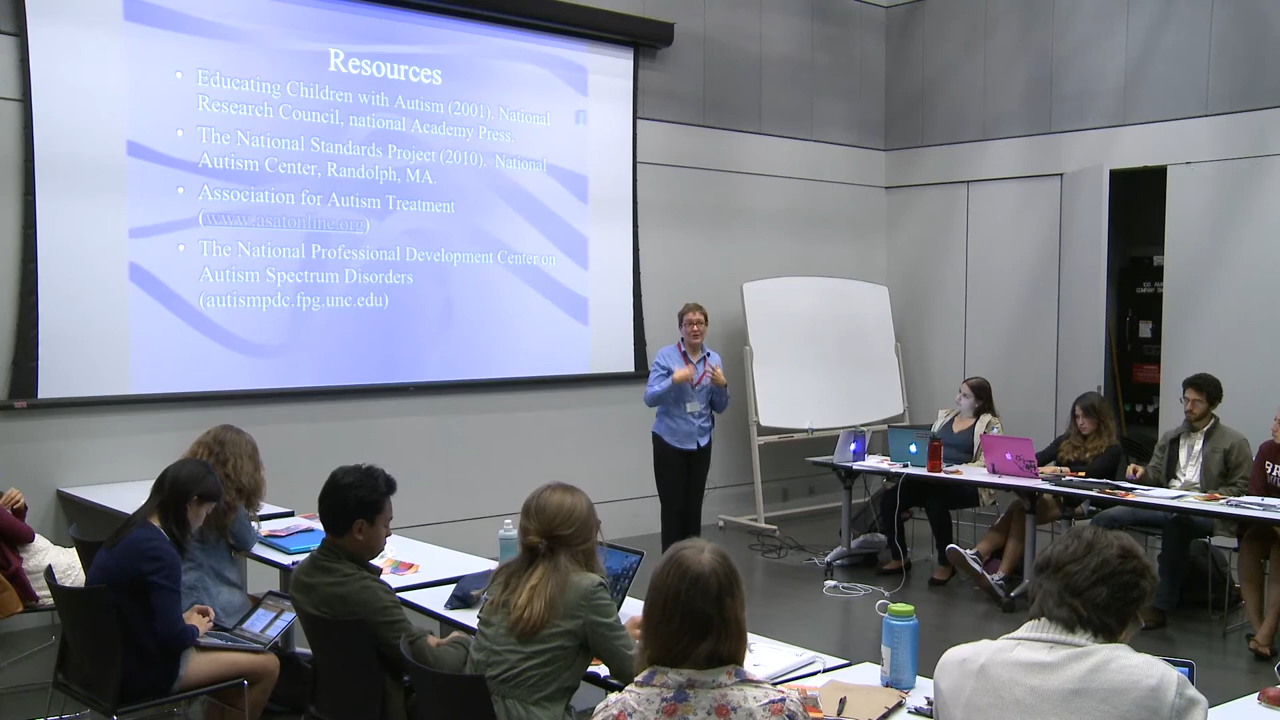 Resources
• Educating Children with Autism (2001). National
Research Council, national Academy Press.
• The National Standards Project (2010). National
Autism Center, Randolph, MA.
• Association for Autism Treatment
(www.asatonline.org)
• The National Professional Development Center on
Autism Spectrum Disorders
(autismpdc.fpg.unc.edu)